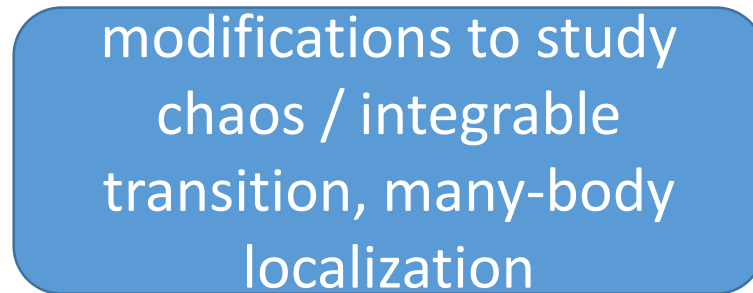 modifications to study
chaos / integrable
transition, many-body
localization